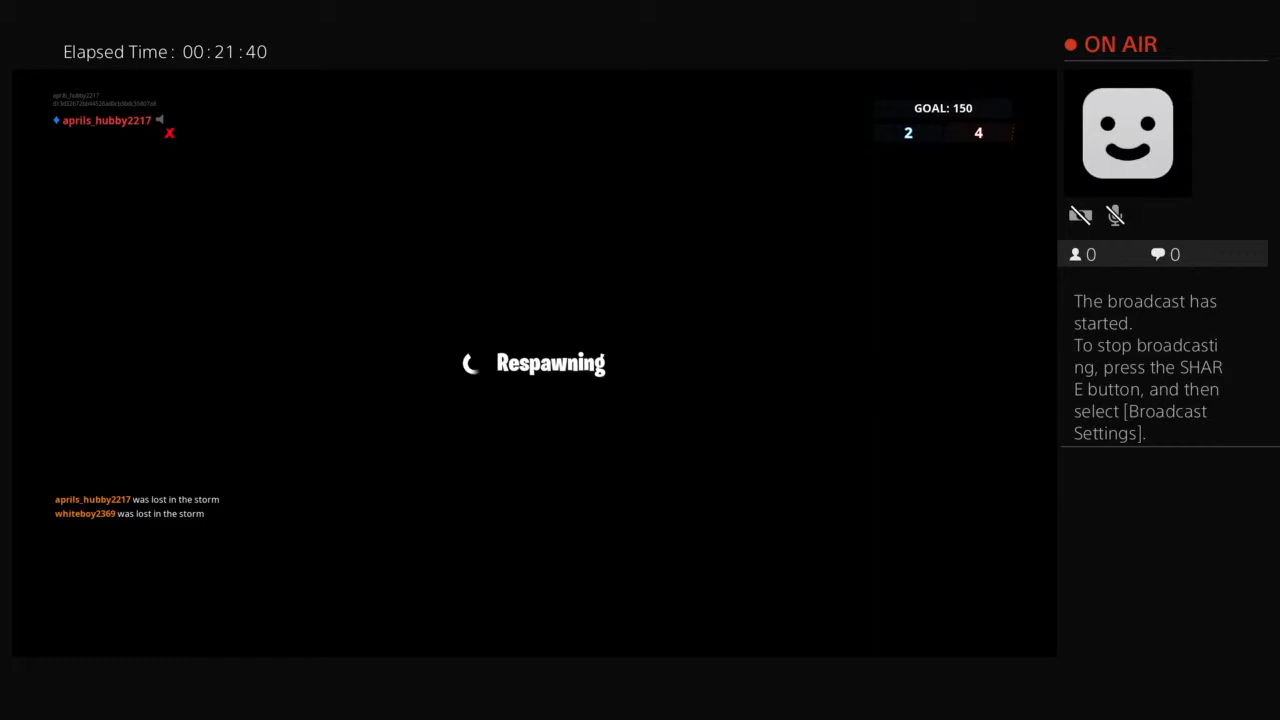 Elapsed Time: 00:21:40
ON AIR
aprils_hubby2217
aprils_hubby2217
X
GOAL: 150
2 4
0 0
The broadcast has
started.
To stop broadcasti
ng, press the SHAR
E button, and then
select [Broadcast
Settings].
Respawning
aprils_hubby2217 was lost in the storm
whiteboy2369 was lost in the storm